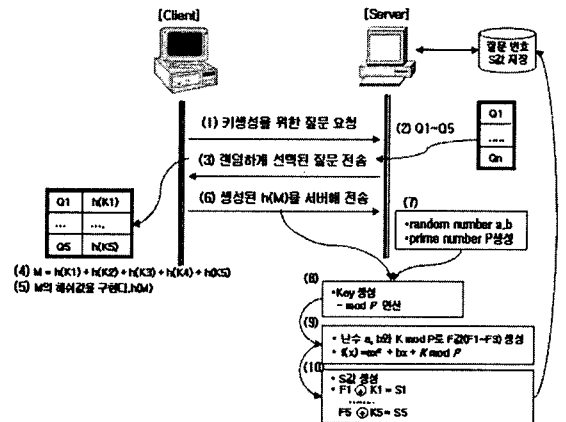 [Client]
[Server]
질문 번호
S값 저장
(1) 키생성을 위한 질문 요청
(2) Q1~Q5
Q1
.....
Qn
(3) 랜덤하게 선택된 질문 전송
(6) 생성된 h(M)을 서버에 전송
Q1 h(K1)
... ....
Q5 h(K5)
(4) M = h(K1) + h(K2) + h(K3) + h(K4) + h(K5)
(5) M의 해쉬값을 구한다.h(M)
(7)
•random number a,b
•prime number P생성
(8)
•Key 생성
- mod P 연산
(9)
• 난수 a, b와 K mod P로 F값(F1~F5) 생성
• f(x) =ax² + bx + K mod P
(10)
• S값 생성
• F1 ⊕ K1 = S1
.......
F5 ⊕ K5 = S5